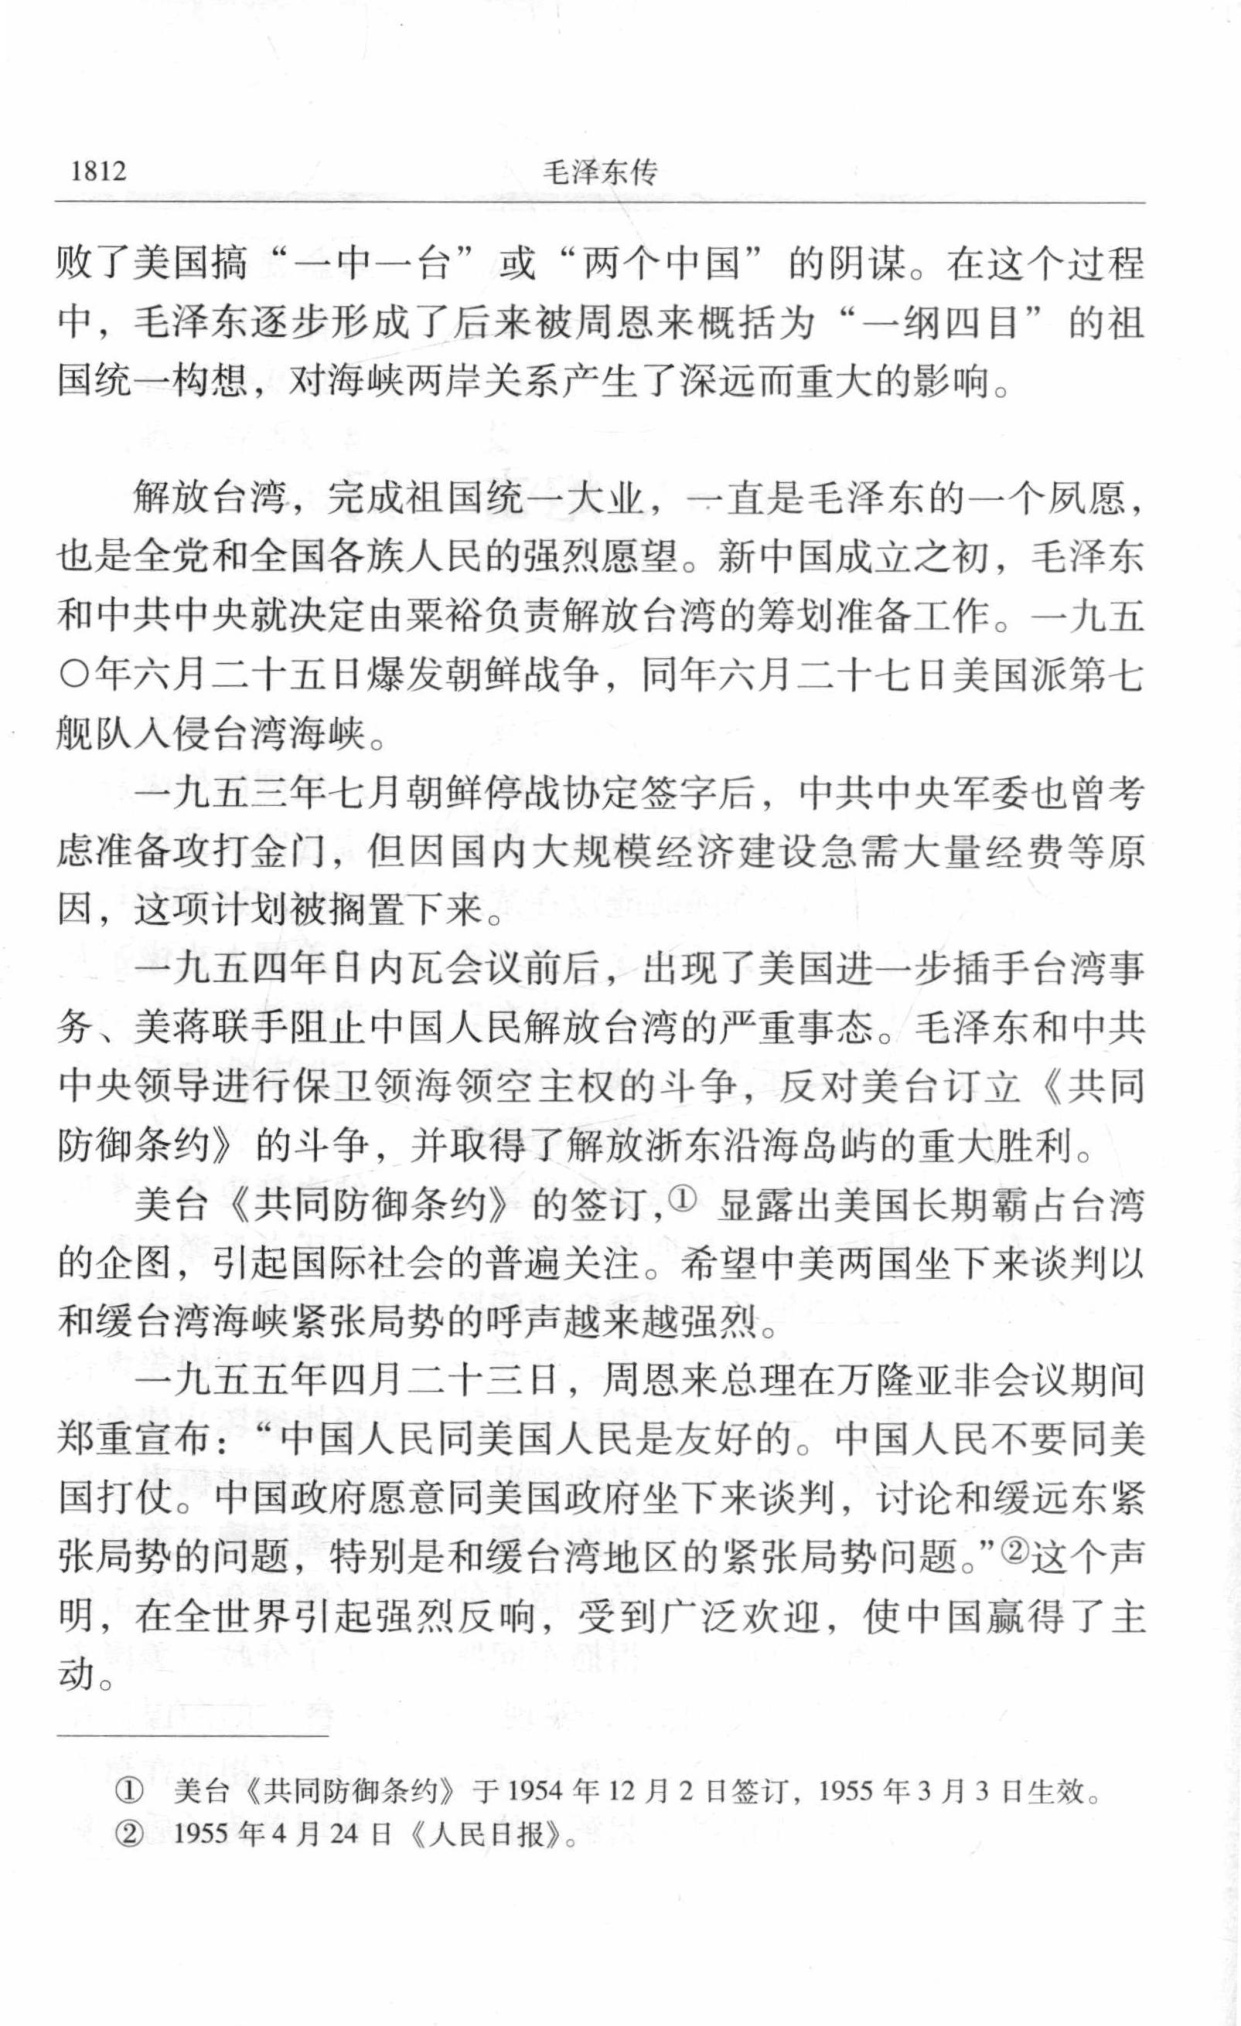 1812
毛泽东传
败了美国搞“一中一台”或“两个中国”的阴谋。在这个过程
中，毛泽东逐步形成了后来被周恩来概括为“一纲四目”的祖
国统一构想，对海峡两岸关系产生了深远而重大的影响。
解放台湾，完成祖国统一大业，一直是毛泽东的一个夙愿，
也是全党和全国各族人民的强烈愿望。新中国成立之初，毛泽东
和中共中央就决定由粟裕负责解放台湾的筹划准备工作。一九五
〇年六月二十五日爆发朝鲜战争，同年六月二十七日美国派第七
舰队入侵台湾海峡。
一九五三年七月朝鲜停战协定签字后，中共中央军委也曾考
虑准备攻打金门，但因国内大规模经济建设急需大量经费等原
因，这项计划被搁置下来。
一九五四年日内瓦会议前后，出现了美国进一步插手台湾事
务、美蒋联手阻止中国人民解放台湾的严重事态。毛泽东和中共
中央领导进行保卫领海领空主权的斗争，反对美台订立《共同
防御条约》的斗争，并取得了解放浙东沿海岛屿的重大胜利。
美台《共同防御条约》的签订，① 显露出美国长期霸占台湾
的企图，引起国际社会的普遍关注。希望中美两国坐下来谈判以
和缓台湾海峡紧张局势的呼声越来越强烈。
一九五五年四月二十三日，周恩来总理在万隆亚非会议期间
郑重宣布：“中国人民同美国人民是友好的。中国人民不要同美
国打仗。中国政府愿意同美国政府坐下来谈判，讨论和缓远东紧
张局势的问题，特别是和缓台湾地区的紧张局势问题。”②这个声
明，在全世界引起强烈反响，受到广泛欢迎，使中国赢得了主
动。
① 美台《共同防御条约》于 1954 年 12 月 2 日签订，1955 年 3 月 3 日生效。
② 1955 年 4 月 24 日《人民日报》。